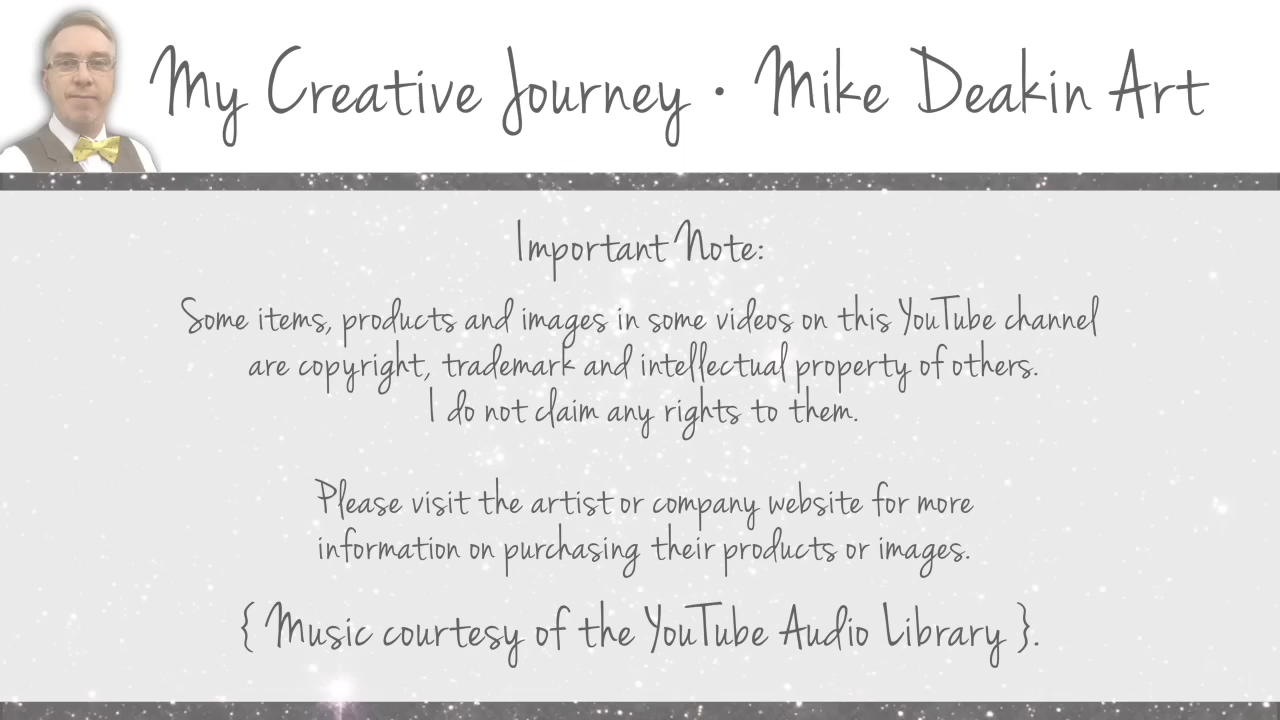 My Creative Journey • Mike Deakin Art
Important Note:
Some items, products and images in some videos on this YouTube channel
are copyright, trademark and intellectual property of others.
I do not claim any rights to them.
Please visit the artist or company website for more
information on purchasing their products or images.
{ Music courtesy of the YouTube Audio Library }.